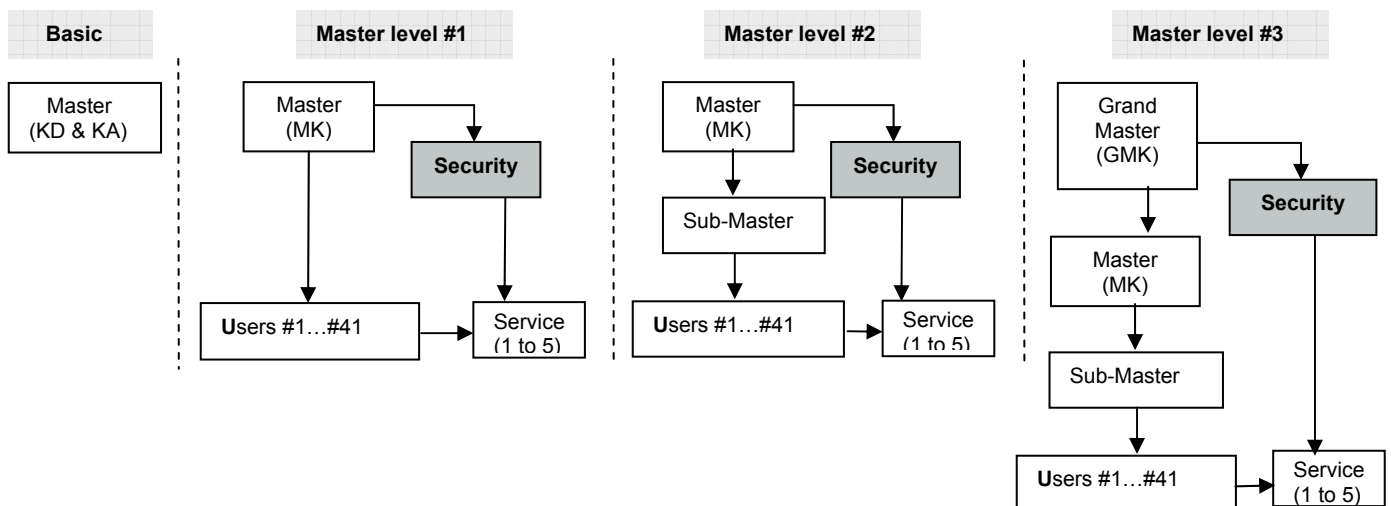 Basic
Master
(KD & KA)
Master level #1
Master
(MK)
Security
Users #1…#41
Service
(1 to 5)
Master level #2
Master
(MK)
Security
Sub-Master
Users #1…#41
Service
(1 to 5)
Master level #3
Grand
Master
(GMK)
Security
Master
(MK)
Sub-Master
Users #1…#41
Service
(1 to 5)